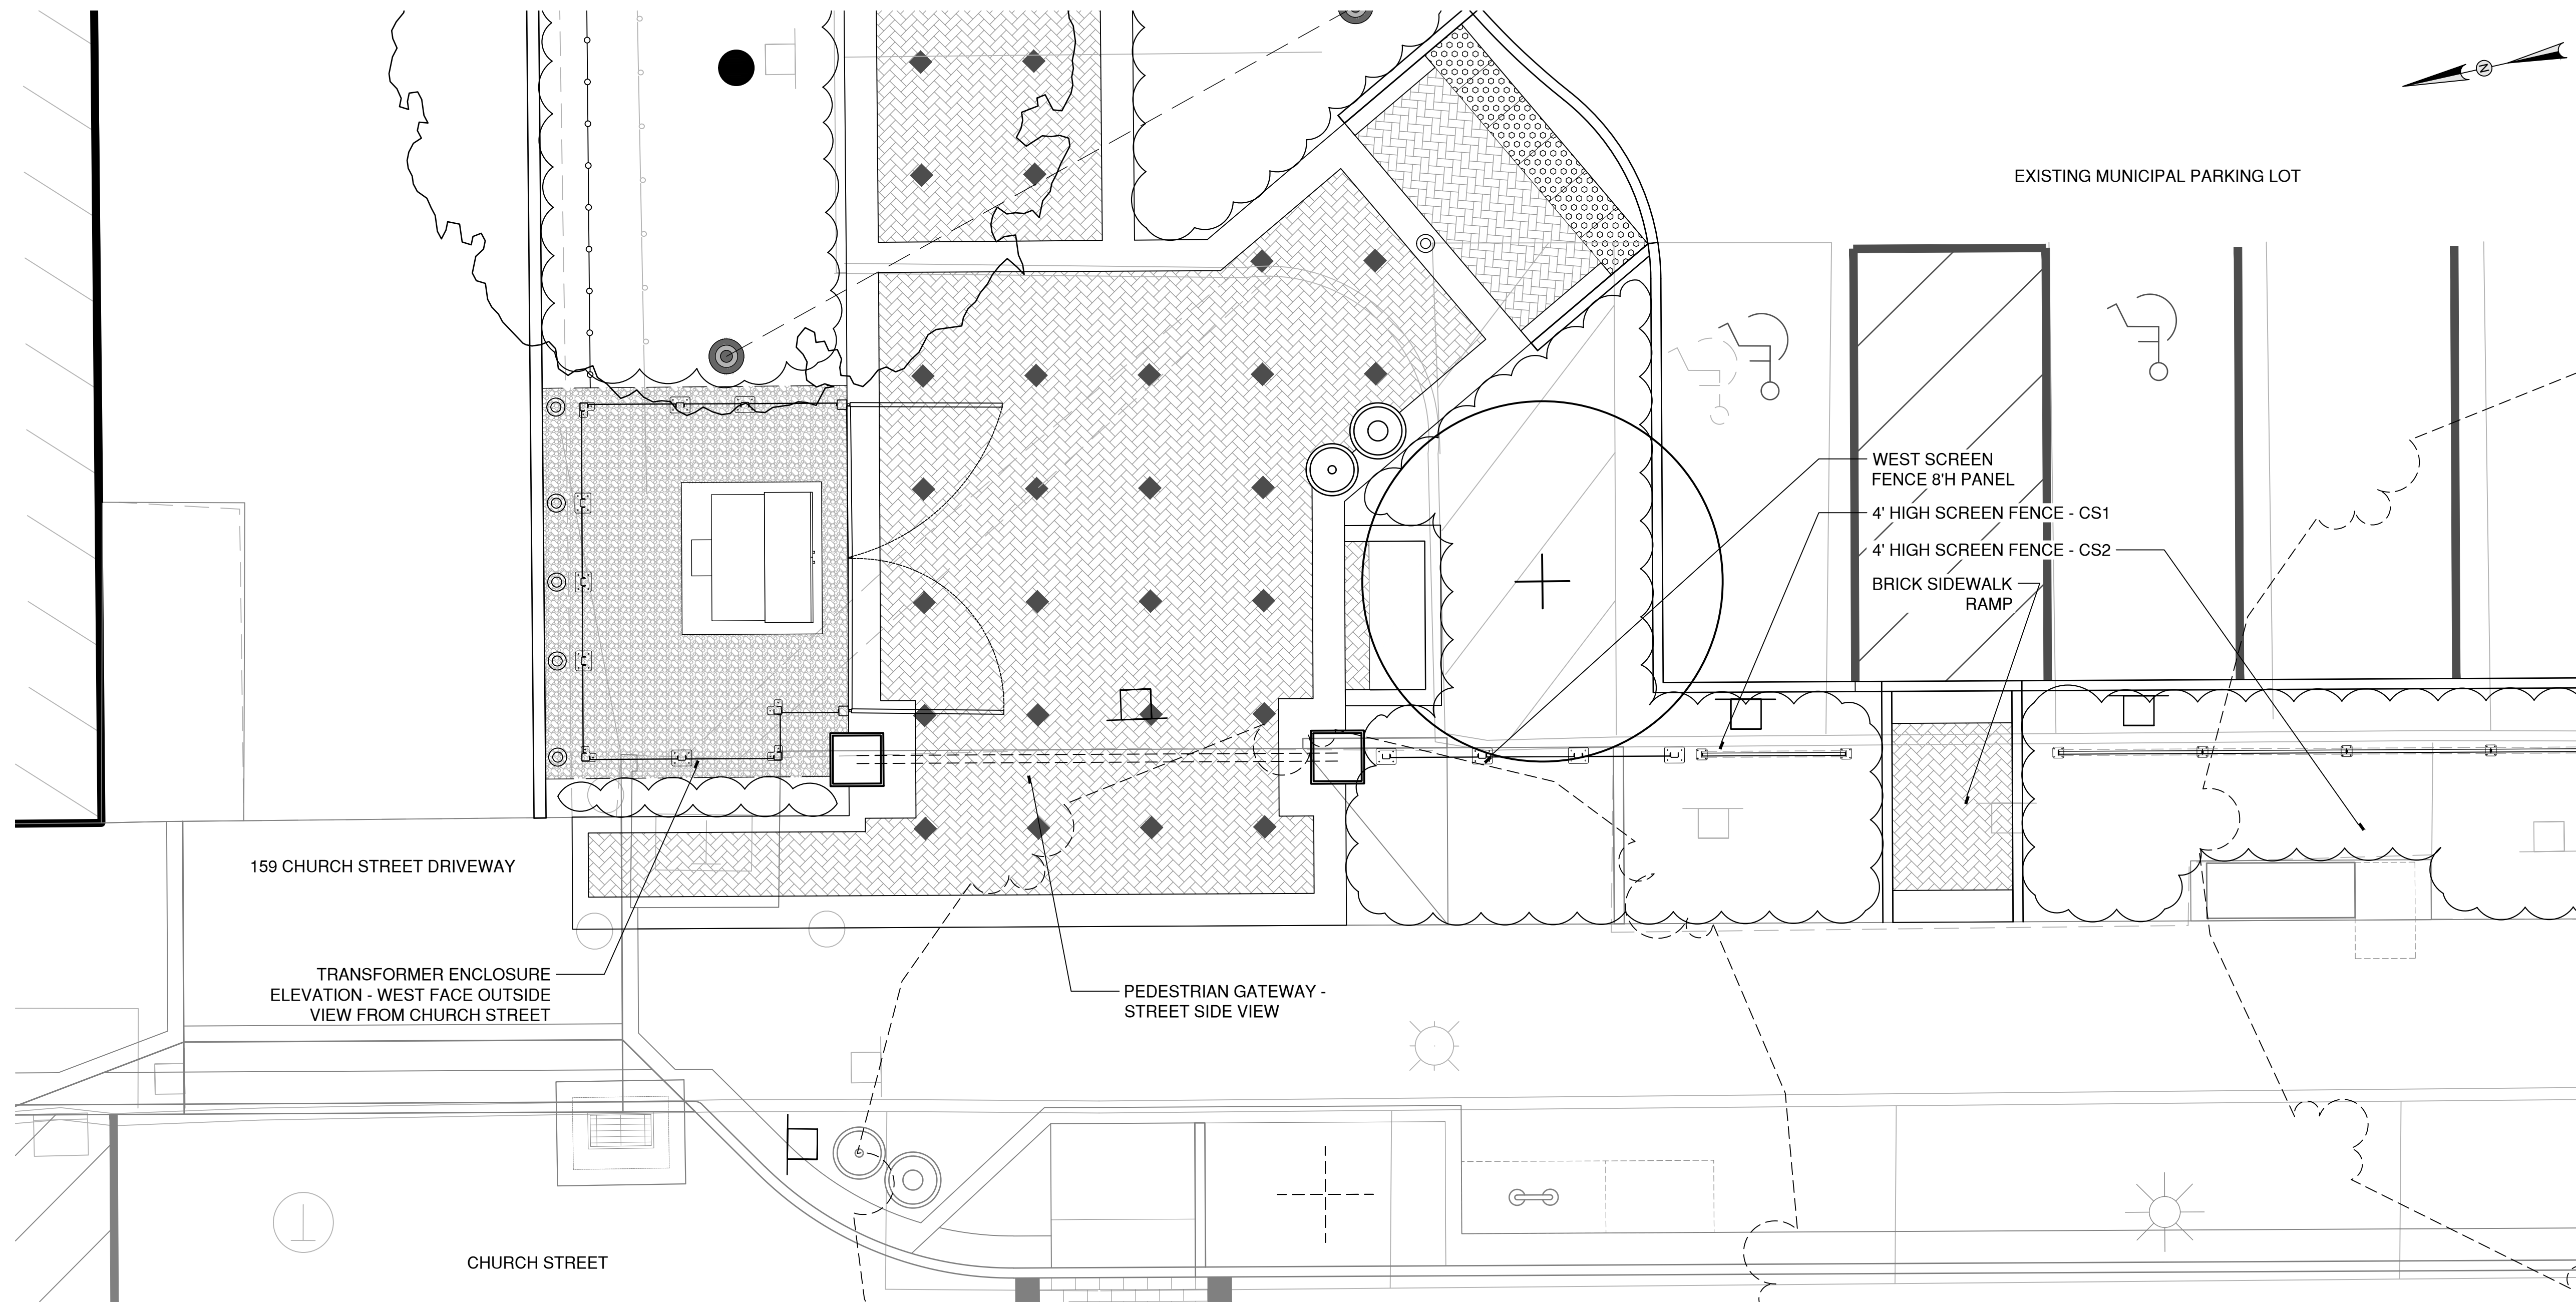 N
EXISTING MUNICIPAL PARKING LOT
WEST SCREEN
FENCE 8'H PANEL
4' HIGH SCREEN FENCE - CS1
4' HIGH SCREEN FENCE - CS2
BRICK SIDEWALK
RAMP
159 CHURCH STREET DRIVEWAY
TRANSFORMER ENCLOSURE
ELEVATION - WEST FACE OUTSIDE
VIEW FROM CHURCH STREET
PEDESTRIAN GATEWAY -
STREET SIDE VIEW
CHURCH STREET